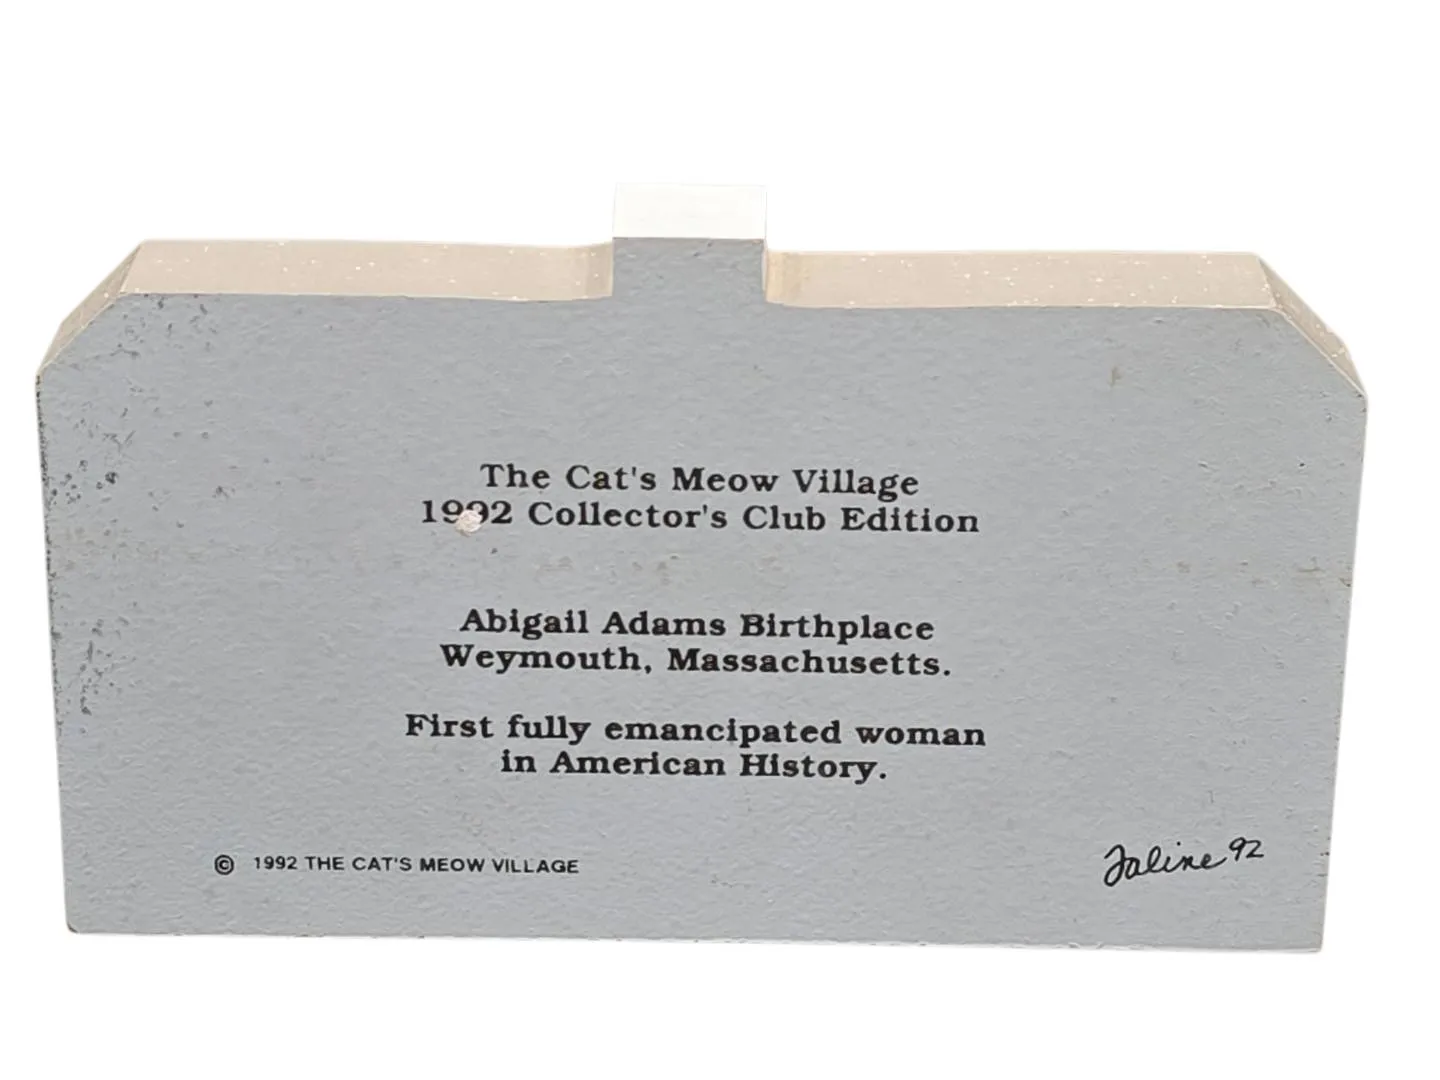 The Cat's Meow Village
1992 Collector's Club Edition
Abigail Adams Birthplace
Weymouth, Massachusetts.
First fully emancipated woman
in American History.
© 1992 THE CAT'S MEOW VILLAGE
Faline 92